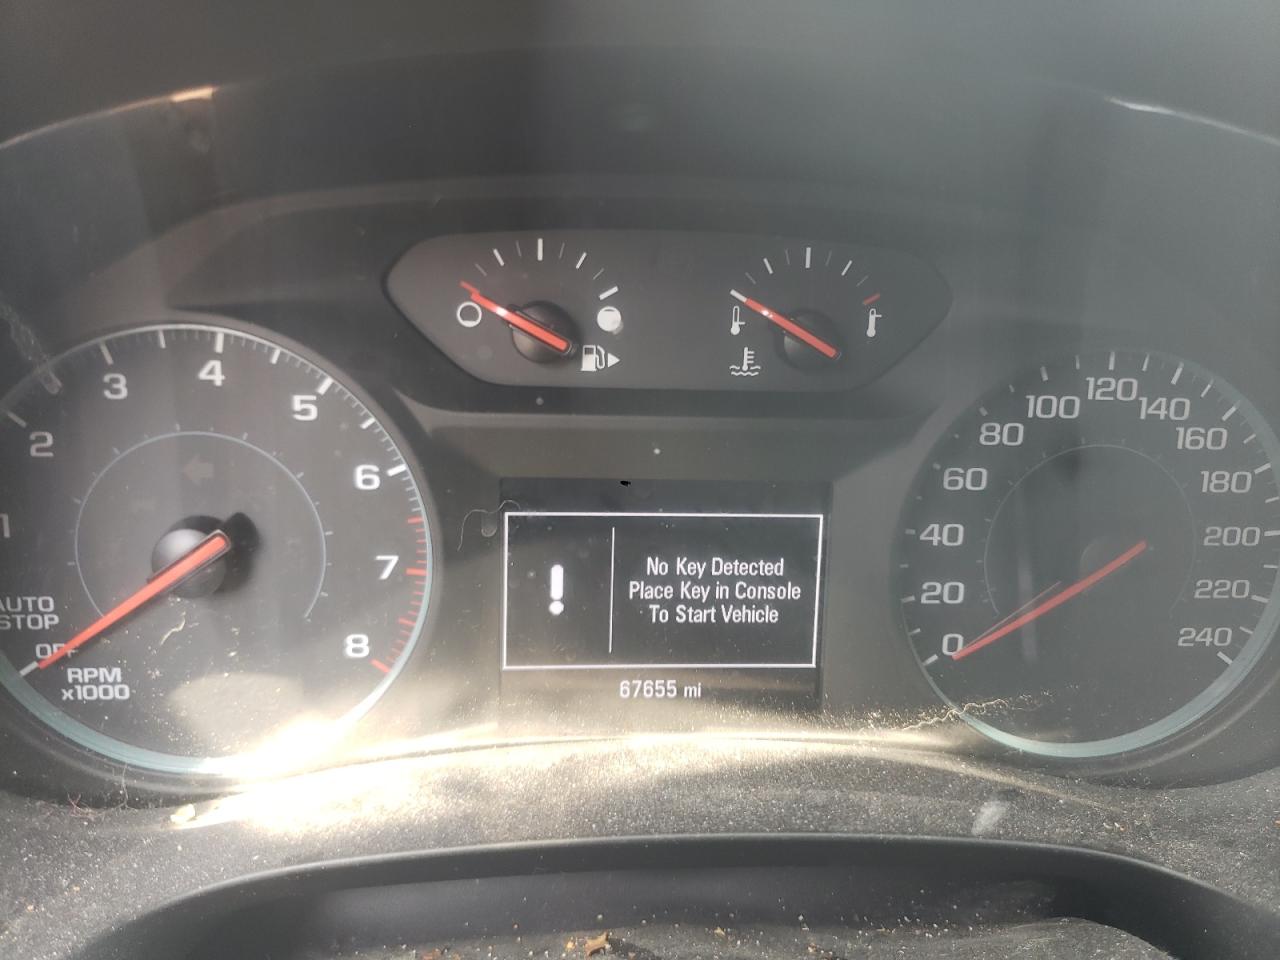 3
4
5
2
6
1
7
8
AUTO
STOP
OFF
RPM
x1000
No Key Detected
Place Key in Console
To Start Vehicle
67655 mi
0
20
40
60
80
100
120
140
160
180
200
220
240